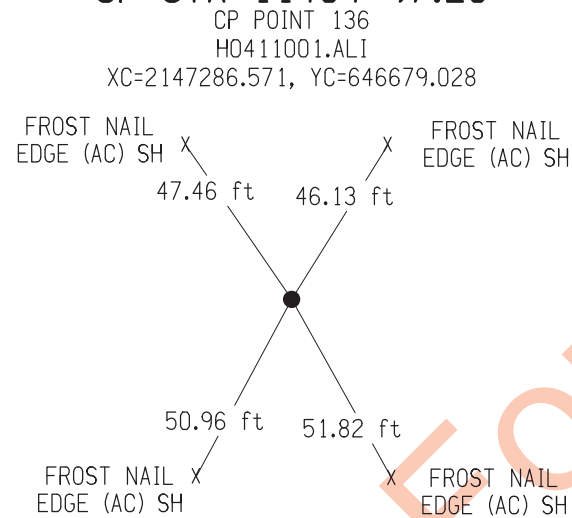 CP POINT 136
H0411001.ALI
XC=2147286.571, YC=646679.028
FROST NAIL
EDGE (AC) SH X
X FROST NAIL
EDGE (AC) SH
47.46 ft
46.13 ft
50.96 ft
51.82 ft
FROST NAIL X
EDGE (AC) SH
X FROST NAIL
EDGE (AC) SH